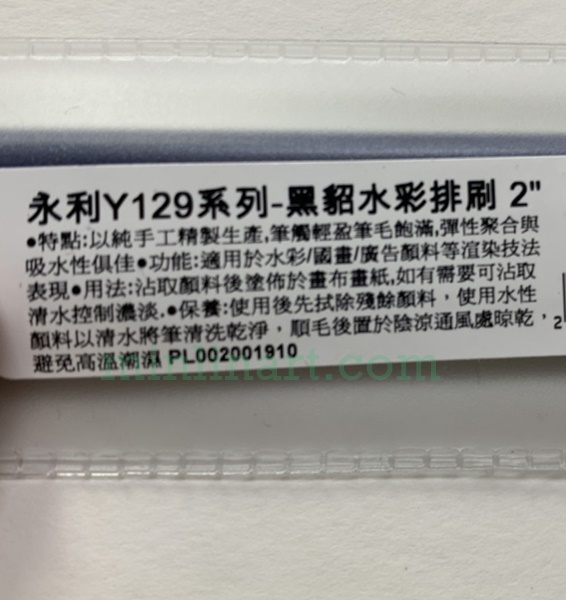 永利Y129系列-黑貂水彩排刷 2"
●特點:以純手工精製生產,筆觸輕盈筆毛飽滿,彈性聚合與
吸水性俱佳●功能:適用於水彩/國畫/廣告顏料等渲染技法
表現●用法:沾取顏料後塗佈於畫布畫紙,如有需要可沾取
清水控制濃淡.●保養:使用後先拭除殘餘顏料，使用水性
顏料以清水將筆清洗乾淨，順毛後置於陰涼通風處晾乾，
避免高溫潮濕 PL002001910
2